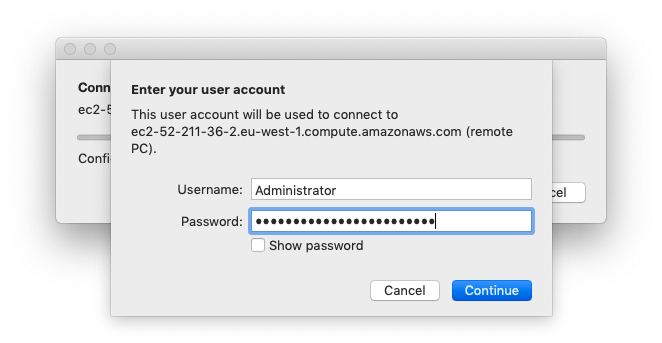 Enter your user account
Conn
This user account will be used to connect to
ec2-5
ec2-52-211-36-2.eu-west-1.compute.amazonaws.com (remote
PC).
Confi
Username: Administrator
cel
Password: ••••••••••••••••••••••••
Show password
Cancel Continue